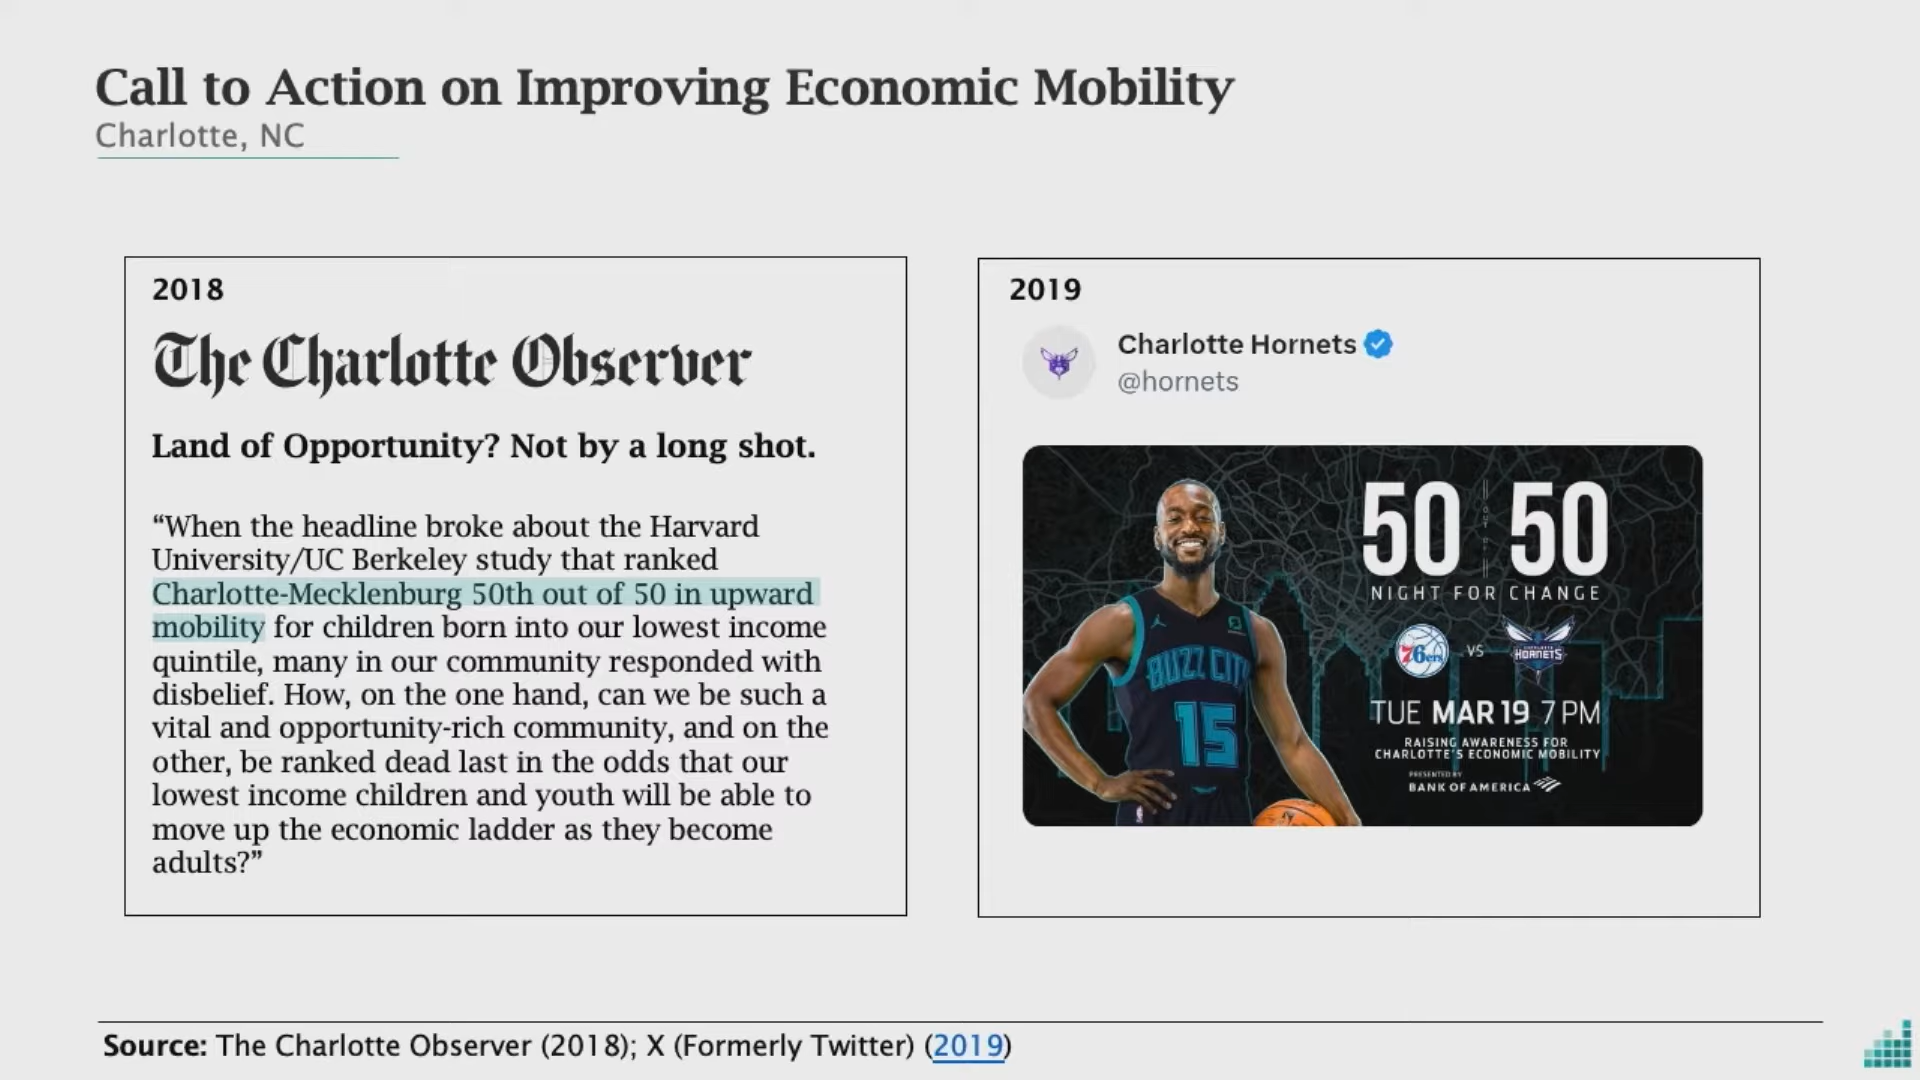 Call to Action on Improving Economic Mobility
Charlotte, NC
2018
The Charlotte Observer
Land of Opportunity? Not by a long shot.
“When the headline broke about the Harvard
University/UC Berkeley study that ranked
Charlotte-Mecklenburg 50th out of 50 in upward
mobility for children born into our lowest income
quintile, many in our community responded with
disbelief. How, on the one hand, can we be such a
vital and opportunity-rich community, and on the
other, be ranked dead last in the odds that our
lowest income children and youth will be able to
move up the economic ladder as they become
adults?”
2019
Charlotte Hornets
@hornets
50 OUT OF 50
NIGHT FOR CHANGE
76ers VS HORNETS
TUE MAR 19 7 PM
RAISING AWARENESS FOR
CHARLOTTE'S ECONOMIC MOBILITY
PRESENTED BY
BANK OF AMERICA
BUZZ CITY
15
Source: The Charlotte Observer (2018); X (Formerly Twitter) (2019)